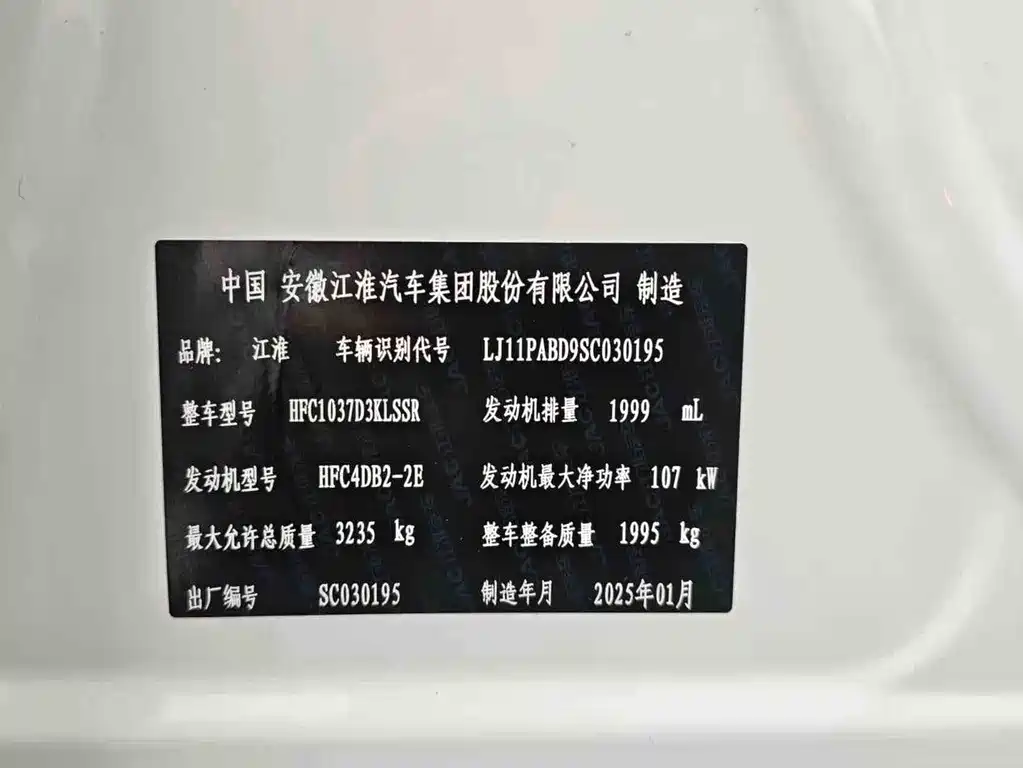 中国 安徽江淮汽车集团股份有限公司 制造
品牌: 江淮 车辆识别代号 LJ11PABD9SC030195
整车型号 HFC1037D3KLSSR 发动机排量 1999 mL
发动机型号 HFC4DB2-2E 发动机最大净功率 107 kW
最大允许总质量 3235 kg 整车整备质量 1995 kg
出厂编号 SC030195 制造年月 2025年01月